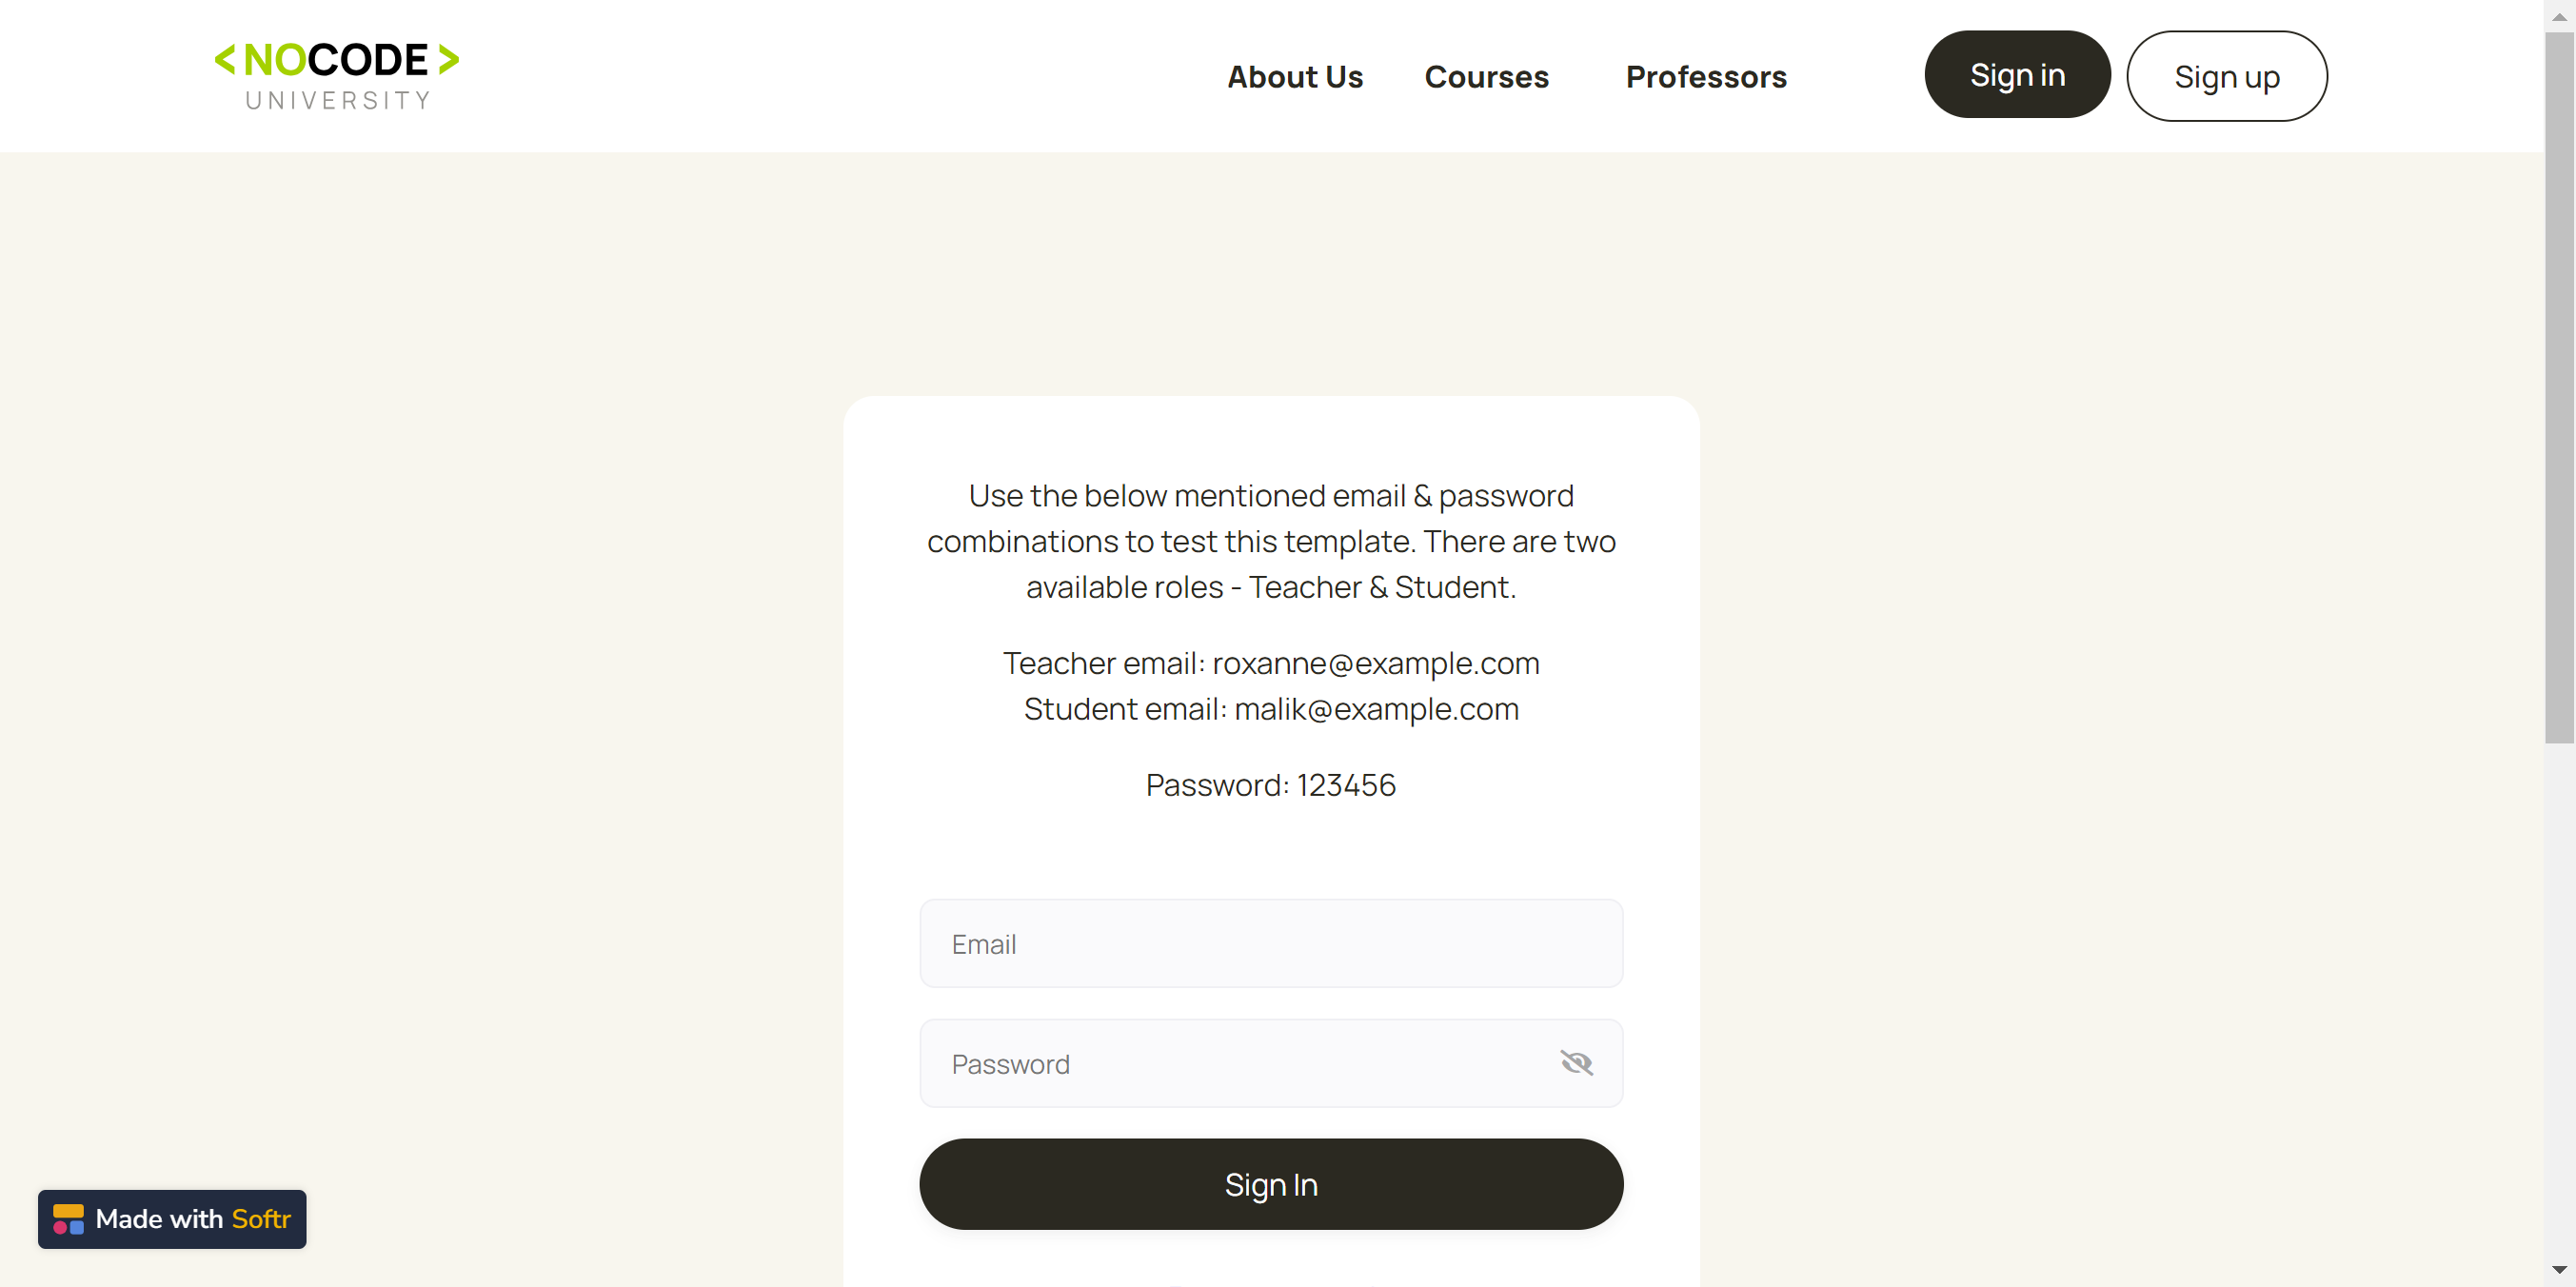 <NOCODE>
UNIVERSITY
About Us
Courses
Professors
Sign in
Sign up
Use the below mentioned email & password
combinations to test this template. There are two
available roles - Teacher & Student.
Teacher email: roxanne@example.com
Student email: malik@example.com
Password: 123456
Email
Password
Sign In
Made with Softr